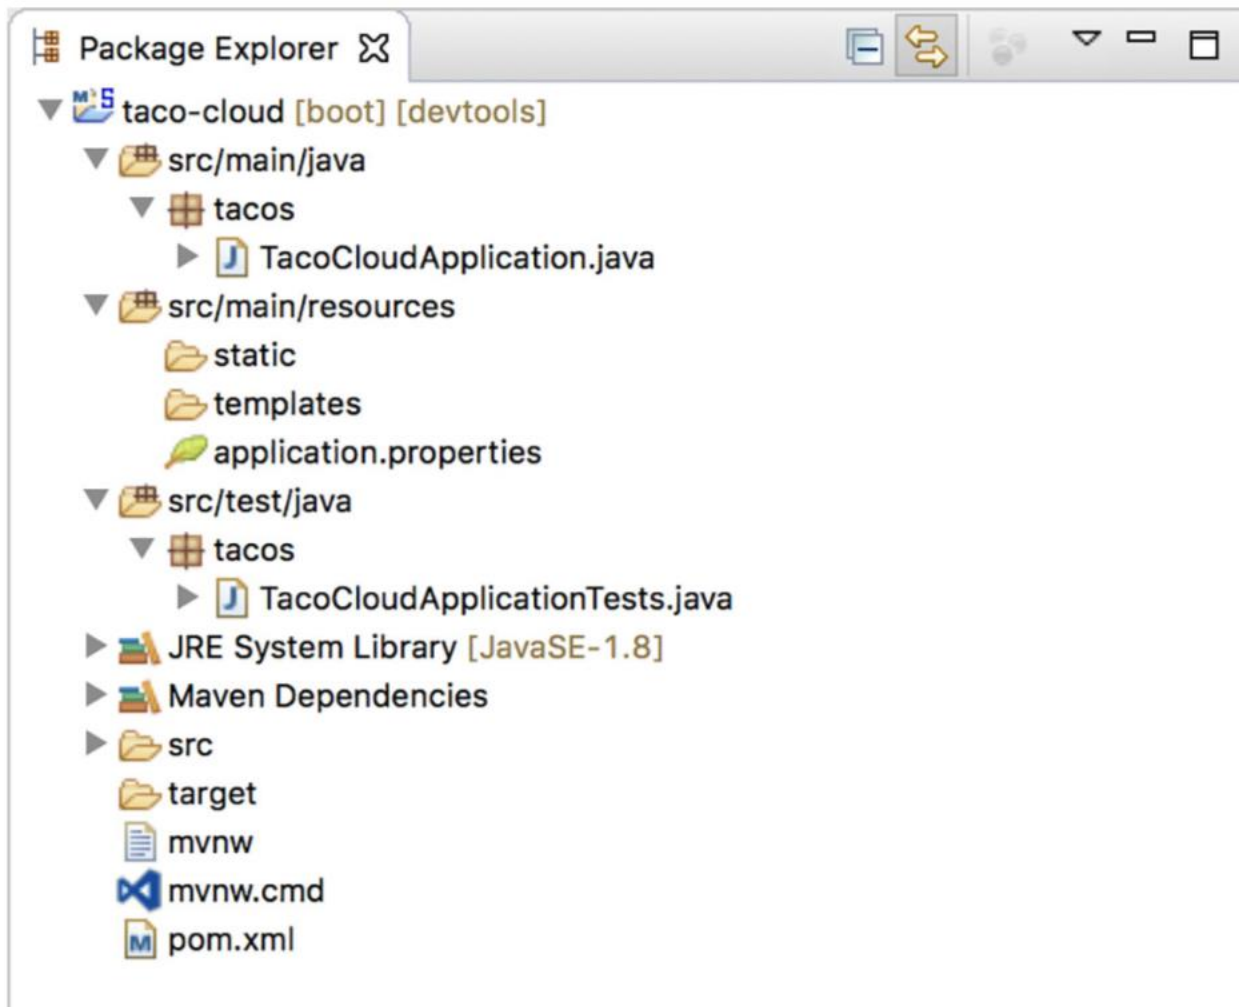 Package Explorer
taco-cloud [boot] [devtools]
src/main/java
tacos
TacoCloudApplication.java
src/main/resources
static
templates
application.properties
src/test/java
tacos
TacoCloudApplicationTests.java
JRE System Library [JavaSE-1.8]
Maven Dependencies
src
target
mvnw
mvnw.cmd
pom.xml